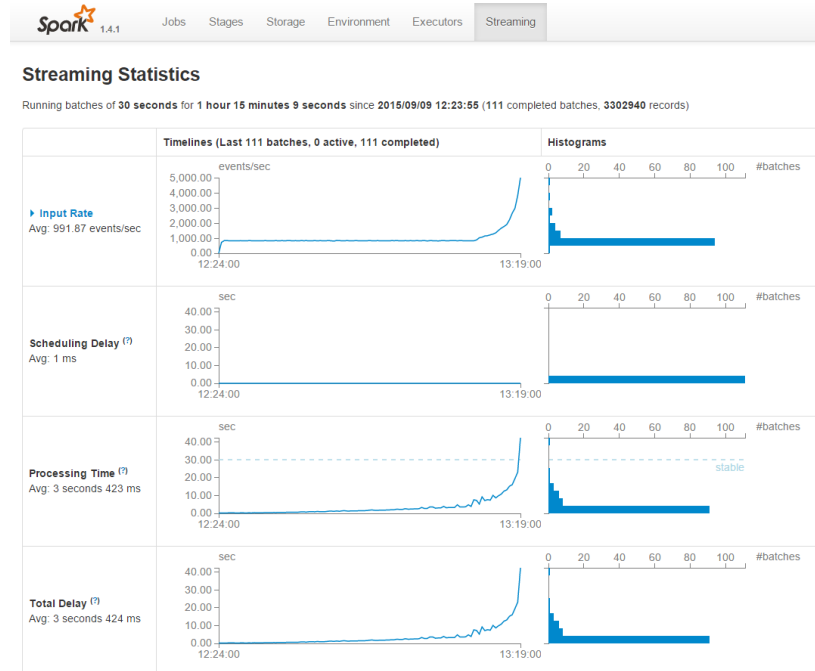 Spark 1.4.1 Jobs Stages Storage Environment Executors Streaming
Streaming Statistics
Running batches of 30 seconds for 1 hour 15 minutes 9 seconds since 2015/09/09 12:23:55 (111 completed batches, 3302940 records)
Timelines (Last 111 batches, 0 active, 111 completed) Histograms
Input Rate
Avg: 991.87 events/sec
events/sec
5,000.00
4,000.00
3,000.00
2,000.00
1,000.00
0.00
12:24:00 13:19:00
0 20 40 60 80 100 #batches
Scheduling Delay (?)
Avg: 1 ms
sec
40.00
30.00
20.00
10.00
0.00
12:24:00 13:19:00
0 20 40 60 80 100 #batches
Processing Time (?)
Avg: 3 seconds 423 ms
sec
40.00
30.00
20.00
10.00
0.00
12:24:00 13:19:00
0 20 40 60 80 100 #batches
stable
Total Delay (?)
Avg: 3 seconds 424 ms
sec
40.00
30.00
20.00
10.00
0.00
12:24:00 13:19:00
0 20 40 60 80 100 #batches